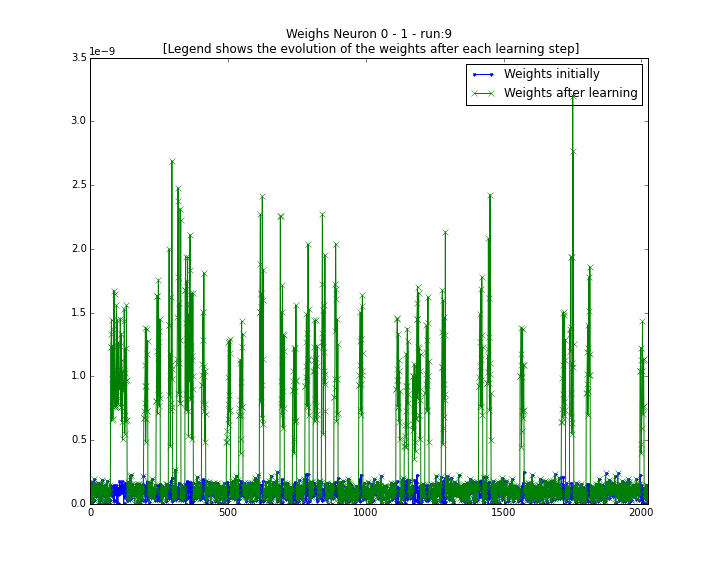 Weighs Neuron 0 - 1 - run:9
[Legend shows the evolution of the weights after each learning step]
1e−9
3.5
3.0
2.5
2.0
1.5
1.0
0.5
0.0
0
500
1000
1500
2000
Weights initially
Weights after learning